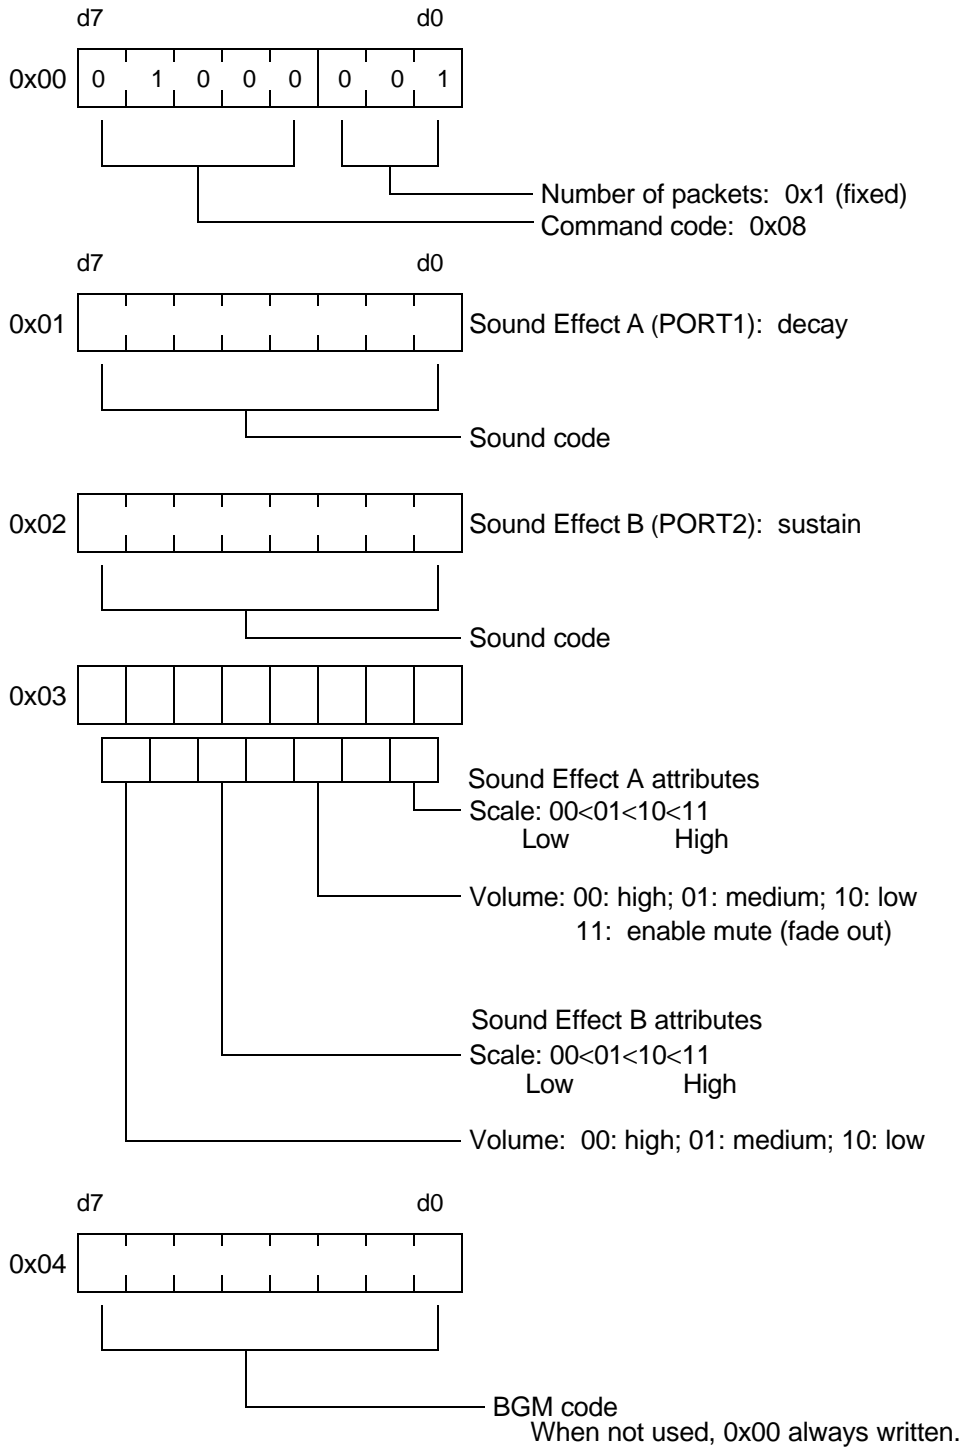 d7 d0
0x00 0 1 0 0 0 0 0 1
Number of packets: 0x1 (fixed)
Command code: 0x08
d7 d0
0x01 Sound Effect A (PORT1): decay
Sound code
0x02 Sound Effect B (PORT2): sustain
Sound code
0x03
Sound Effect A attributes
Scale: 00<01<10<11
Low High
Volume: 00: high; 01: medium; 10: low
11: enable mute (fade out)
Sound Effect B attributes
Scale: 00<01<10<11
Low High
Volume: 00: high; 01: medium; 10: low
d7 d0
0x04
BGM code
When not used, 0x00 always written.